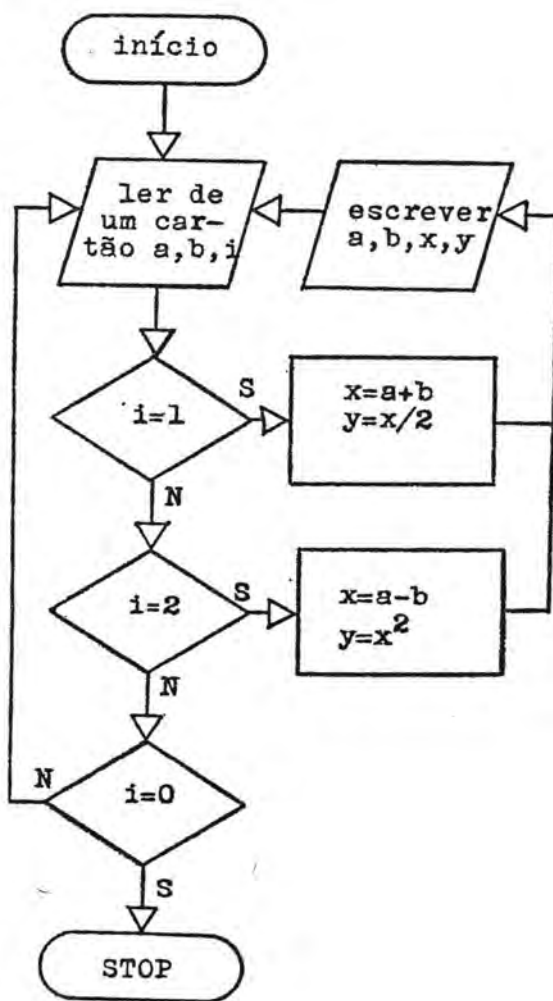 início
ler de
um car-
tão a,b,i
escrever
a,b,x,y
i=1
S
x=a+b
y=x/2
N
i=2
S
x=a-b
y=x²
N
i=0
N
S
STOP